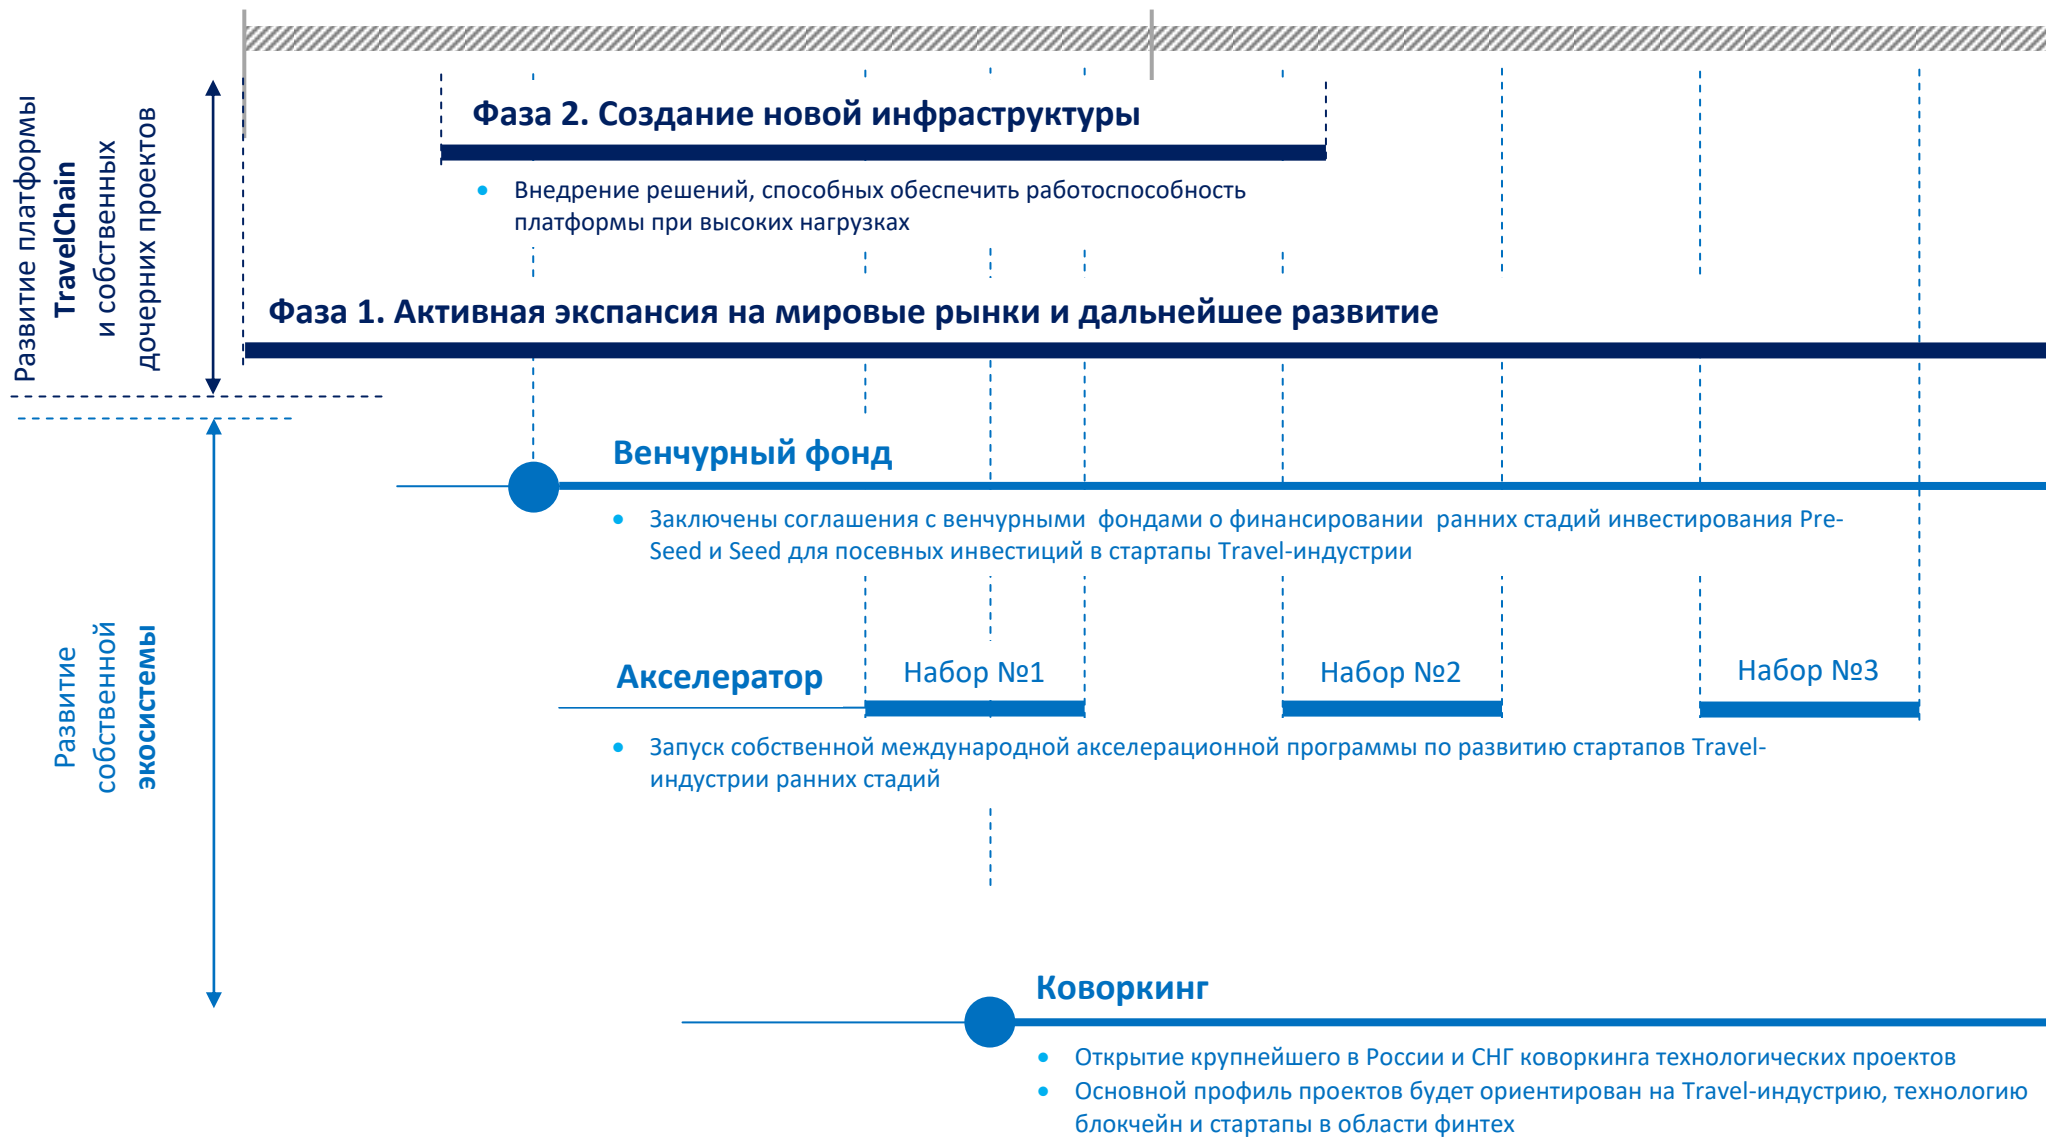 Развитие платформы
TravelChain
и собственных
дочерних проектов
Фаза 2. Создание новой инфраструктуры
Внедрение решений, способных обеспечить работоспособность
платформы при высоких нагрузках
Фаза 1. Активная экспансия на мировые рынки и дальнейшее развитие
Развитие
собственной
экосистемы
Венчурный фонд
Заключены соглашения с венчурными фондами о финансировании ранних стадий инвестирования Pre-
Seed и Seed для посевных инвестиций в стартапы Travel-индустрии
Акселератор
Набор №1
Набор №2
Набор №3
Запуск собственной международной акселерационной программы по развитию стартапов Travel-
индустрии ранних стадий
Коворкинг
Открытие крупнейшего в России и СНГ коворкинга технологических проектов
Основной профиль проектов будет ориентирован на Travel-индустрию, технологию
блокчейн и стартапы в области финтех